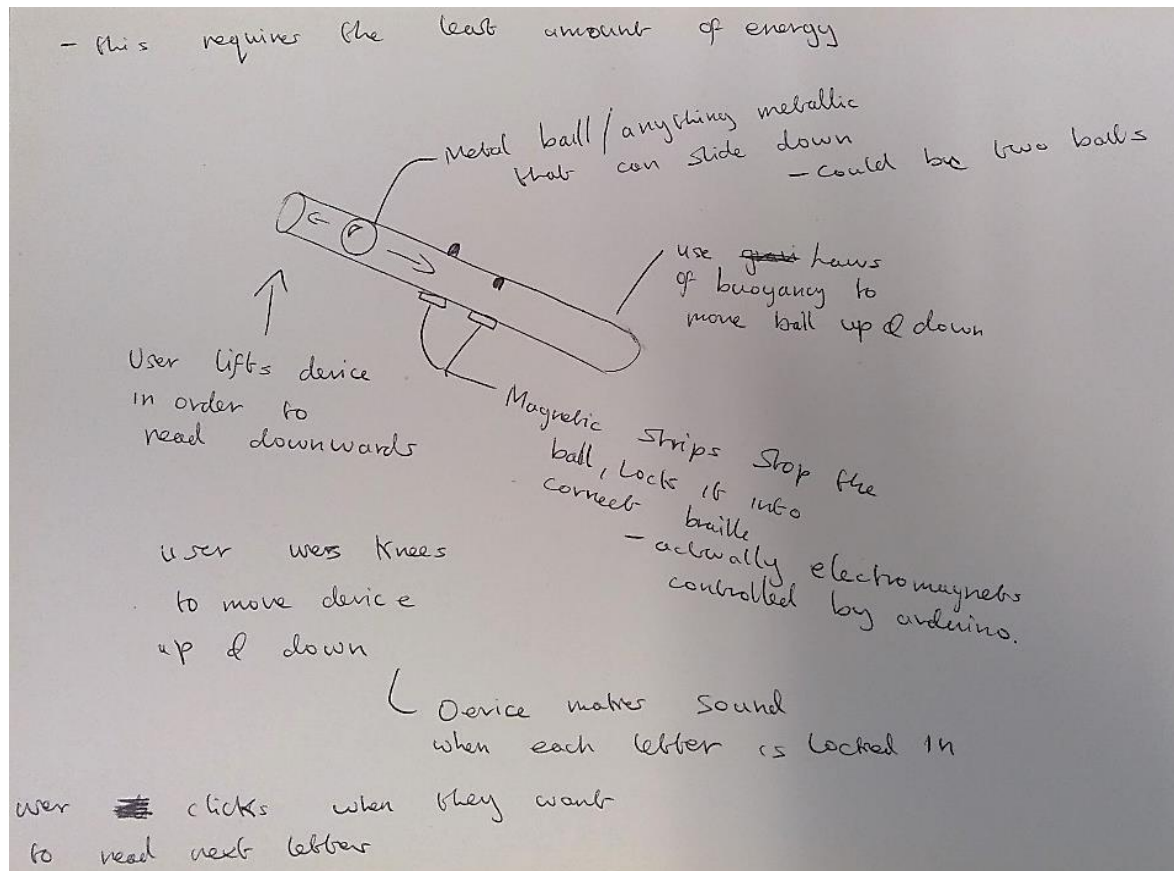 - this requires the least amount of energy
Metal ball / anything metallic
that can slide down
- could be two balls
use laws
of buoyancy to
move ball up & down
User lifts device
in order to
read downwards
Magnetic strips stop the
ball, locks it into
correct braille
- actually electromagnets
controlled by arduino.
user uses knees
to move device
up & down
Device makes sound
when each letter is locked in
user clicks when they want
to read next letter